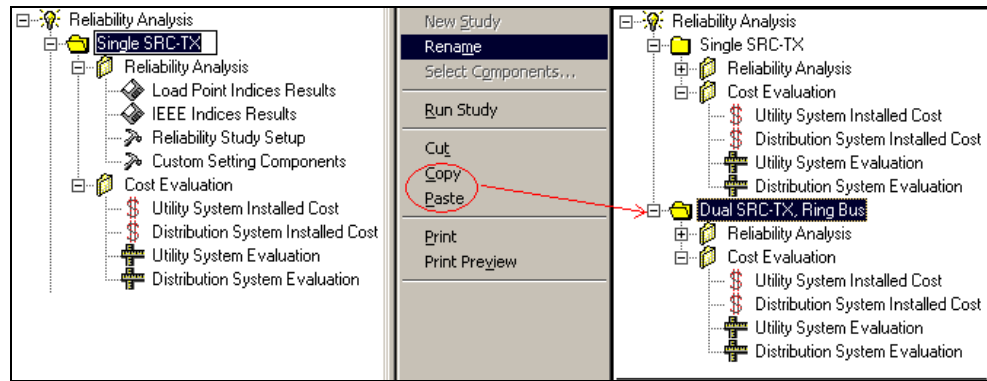 Reliability Analysis
Single SRC-TX
Reliability Analysis
Load Point Indices Results
IEEE Indices Results
Reliability Study Setup
Custom Setting Components
Cost Evaluation
Utility System Installed Cost
Distribution System Installed Cost
Utility System Evaluation
Distribution System Evaluation
New Study
Rename
Select Components...
Run Study
Cut
Copy
Paste
Print
Print Preview
Reliability Analysis
Single SRC-TX
Reliability Analysis
Cost Evaluation
Utility System Installed Cost
Distribution System Installed Cost
Utility System Evaluation
Distribution System Evaluation
Dual SRC-TX, Ring Bus
Reliability Analysis
Cost Evaluation
Utility System Installed Cost
Distribution System Installed Cost
Utility System Evaluation
Distribution System Evaluation